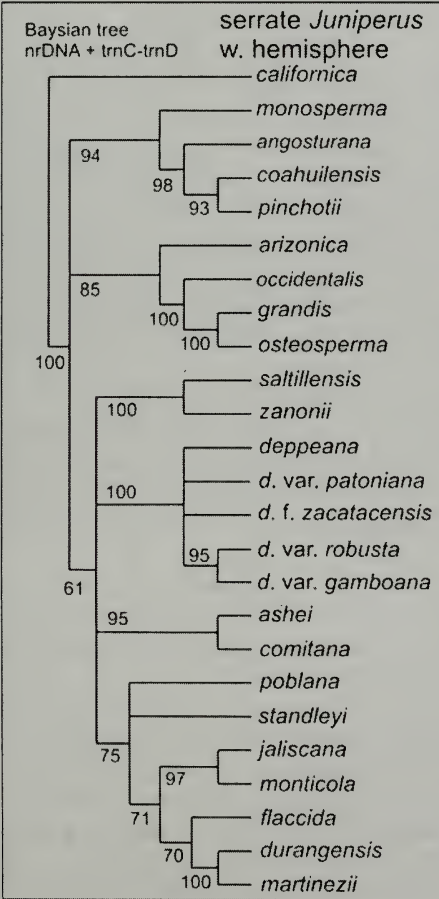 Baysian tree
nrDNA + trnC-trnD
serrate Juniperus
w. hemisphere
californica
monosperma
94
angosturana
98
coahuilensis
93
pinchotii
arizonica
85
occidentalis
100
grandis
100
osteosperma
100
saltillensis
100
zanonii
deppeana
100
d. var. patoniana
d. f. zacatacensis
95
d. var. robusta
d. var. gamboana
61
95
ashei
comitana
poblana
standleyi
75
jaliscana
97
monticola
71
flaccida
70
durangensis
100
martinezii